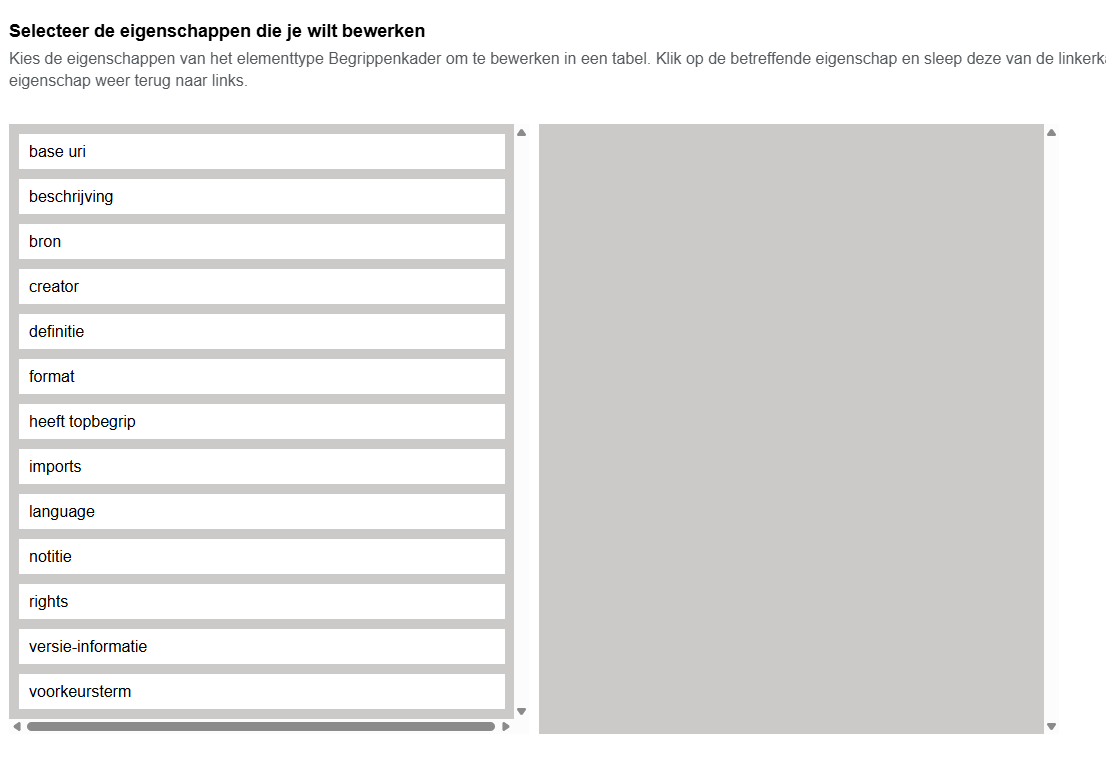 Selecteer de eigenschappen die je wilt bewerken
Kies de eigenschappen van het elementtype Begrippenkader om te bewerken in een tabel. Klik op de betreffende eigenschap en sleep deze van de
eigenschap weer terug naar links.
base uri
beschrijving
bron
creator
definitie
format
heeft topbegrip
imports
language
notitie
rights
versie-informatie
voorkeursterm